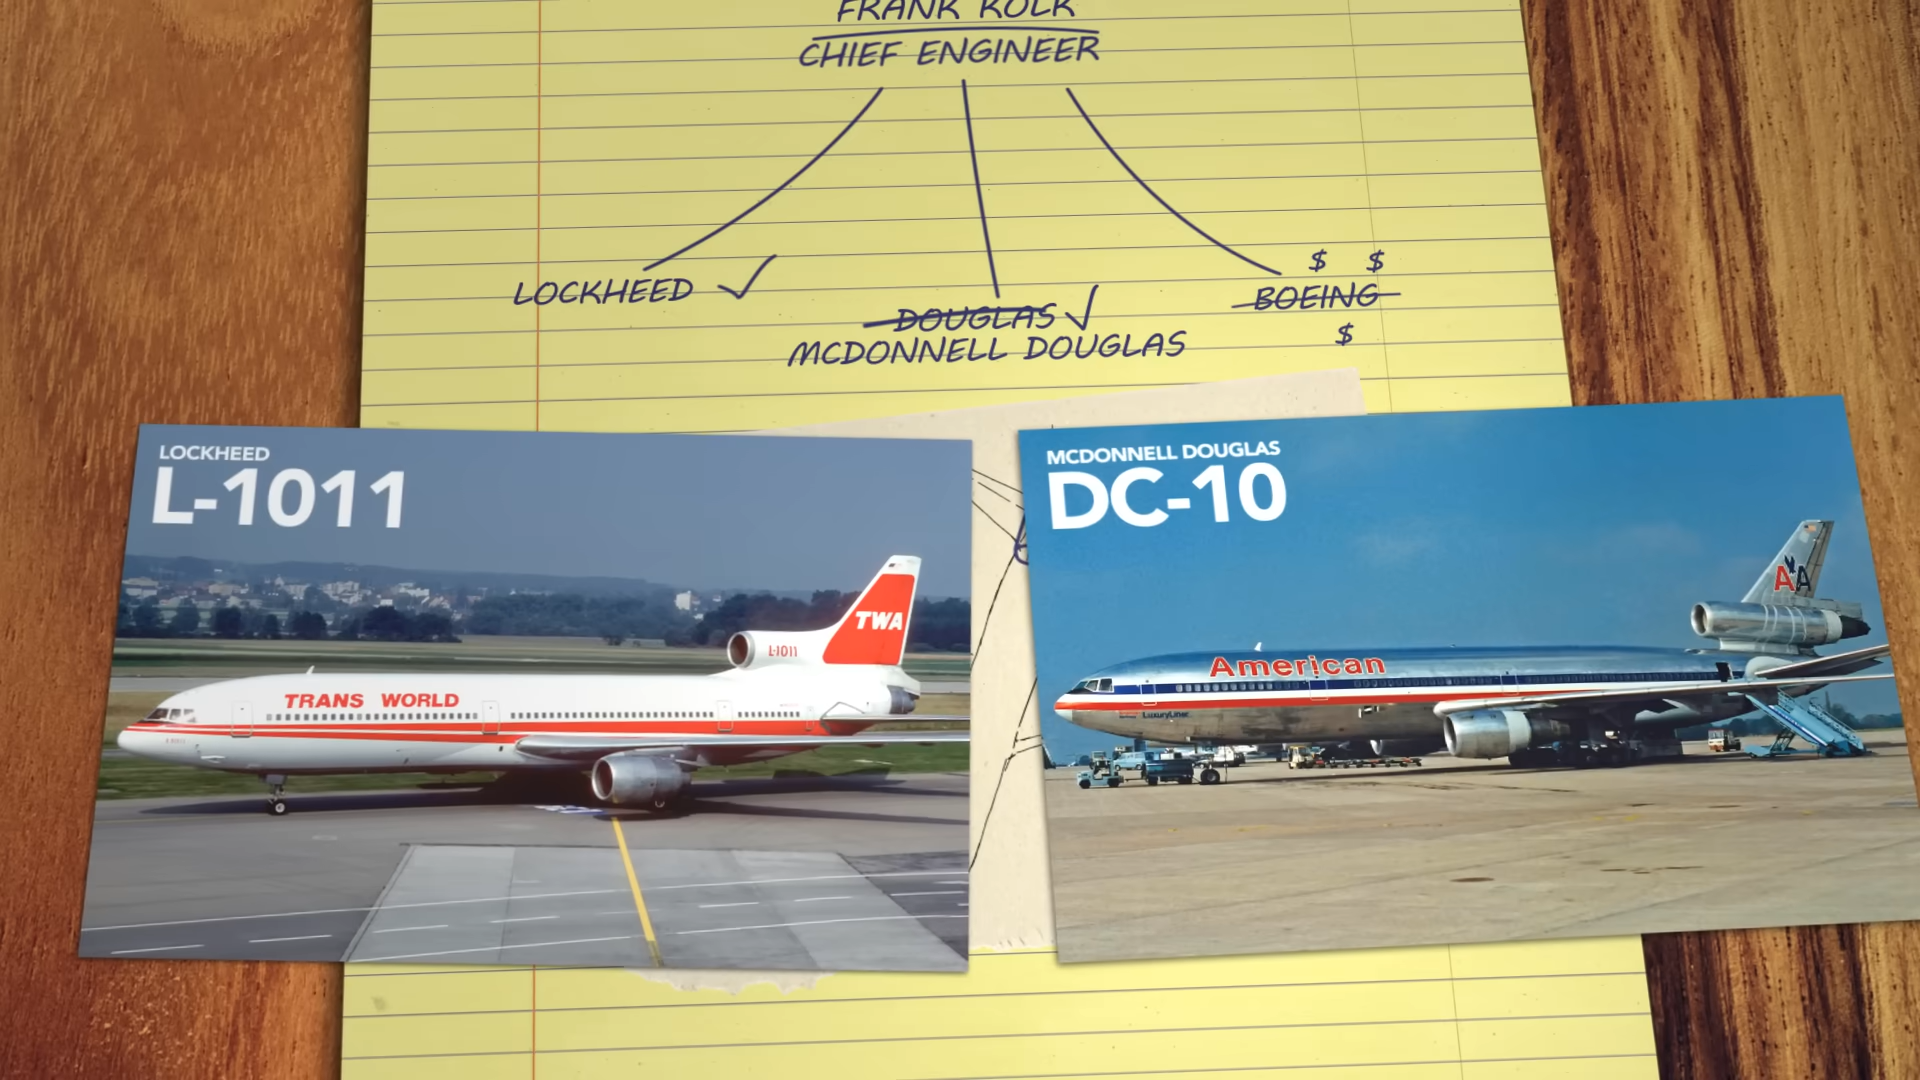 FRANK KOLK
CHIEF ENGINEER
LOCKHEED
DOUGLAS
MCDONNELL DOUGLAS
$ $
BOEING
$
LOCKHEED
L-1011
TWA
L-1011
TRANS WORLD
MCDONNELL DOUGLAS
DC-10
AA
American
LuxuryLiner